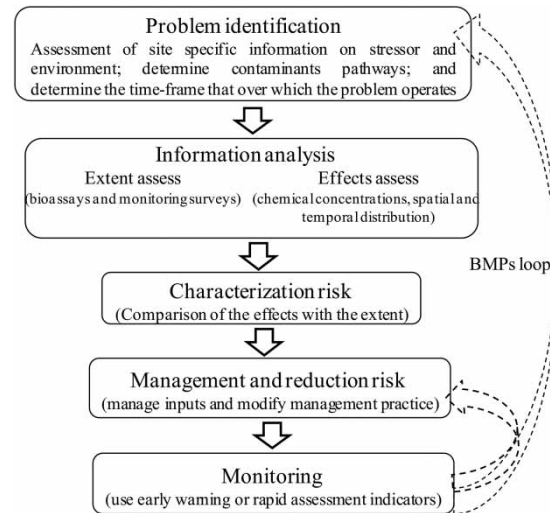 Problem identification
Assessment of site specific information on stressor and
environment; determine contaminants pathways; and
determine the time-frame that over which the problem operates
Information analysis
Extent assess
(bioassays and monitoring surveys)
Effects assess
(chemical concentrations, spatial and
temporal distribution)
BMPs loop
Characterization risk
(Comparison of the effects with the extent)
Management and reduction risk
(manage inputs and modify management practice)
Monitoring
(use early warning or rapid assessment indicators)